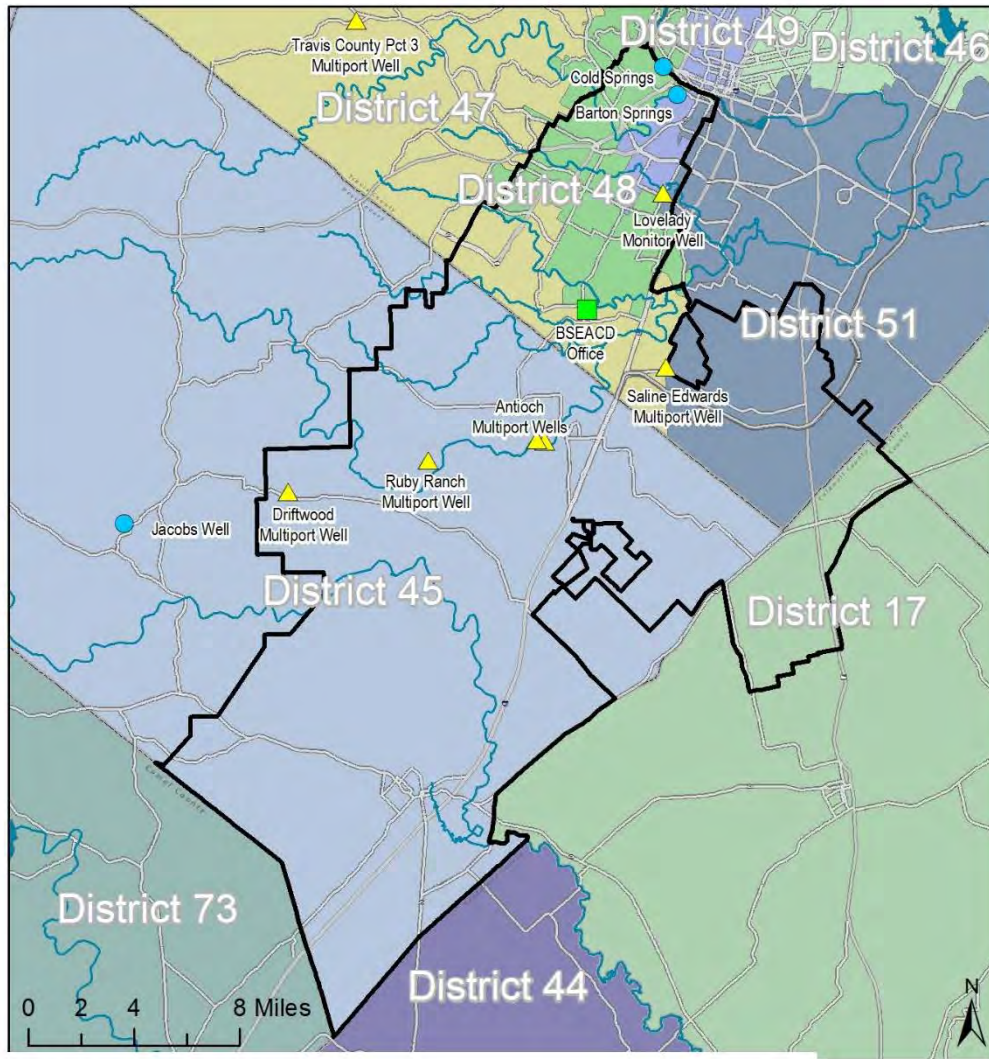 District 49
District 46
Travis County Pct 3
Multiport Well
Cold Springs
District 47
Barton Springs
District 48
Lovelady
Monitor Well
BSEACD
Office
District 51
Saline Edwards
Multiport Well
Antioch
Multiport Wells
Ruby Ranch
Multiport Well
Driftwood
Multiport Well
Jacobs Well
District 45
District 17
Comal County
District 73
District 44
0 2 4 8 Miles
N